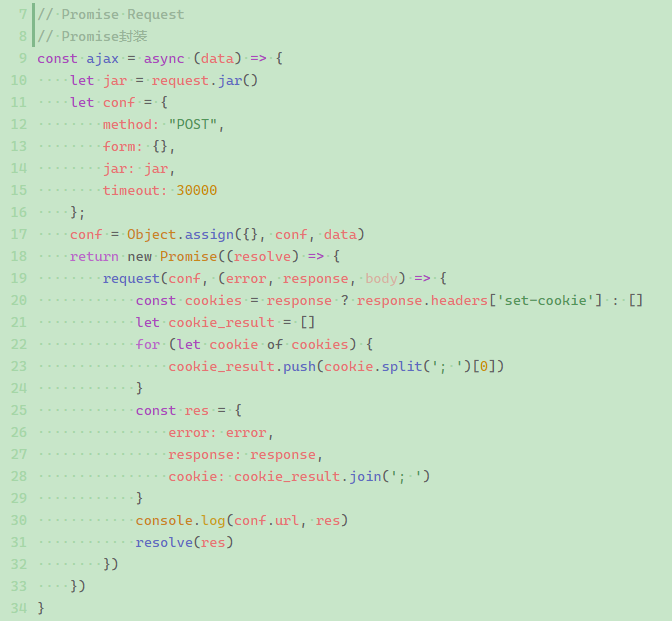 7 // Promise Request
8 // Promise封装
9 const ajax = async (data) => {
10     let jar = request.jar()
11     let conf = {
12         method: "POST",
13         form: {},
14         jar: jar,
15         timeout: 30000
16     };
17     conf = Object.assign({}, conf, data)
18     return new Promise((resolve) => {
19         request(conf, (error, response, body) => {
20             const cookies = response ? response.headers['set-cookie'] : []
21             let cookie_result = []
22             for (let cookie of cookies) {
23                 cookie_result.push(cookie.split('; ')[0])
24             }
25             const res = {
26                 error: error,
27                 response: response,
28                 cookie: cookie_result.join('; ')
29             }
30             console.log(conf.url, res)
31             resolve(res)
32         })
33     })
34 }